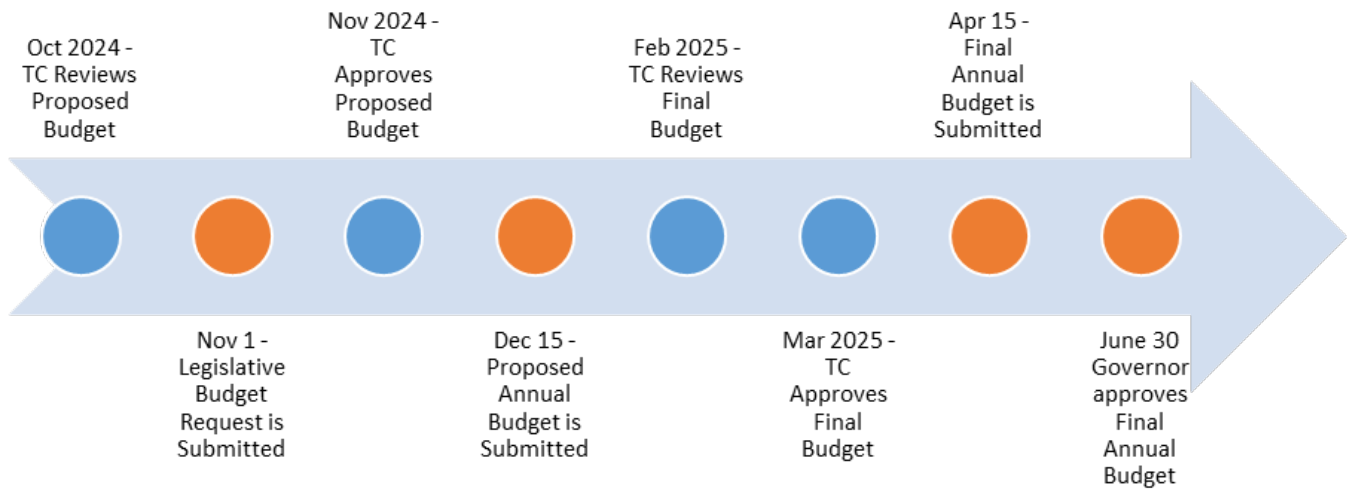 Oct 2024 -
TC Reviews
Proposed
Budget
Nov 1 -
Legislative
Budget
Request is
Submitted
Nov 2024 -
TC
Approves
Proposed
Budget
Dec 15 -
Proposed
Annual
Budget is
Submitted
Feb 2025 -
TC Reviews
Final
Budget
Mar 2025 -
TC
Approves
Final
Budget
Apr 15 -
Final
Annual
Budget is
Submitted
June 30
Governor
approves
Final
Annual
Budget